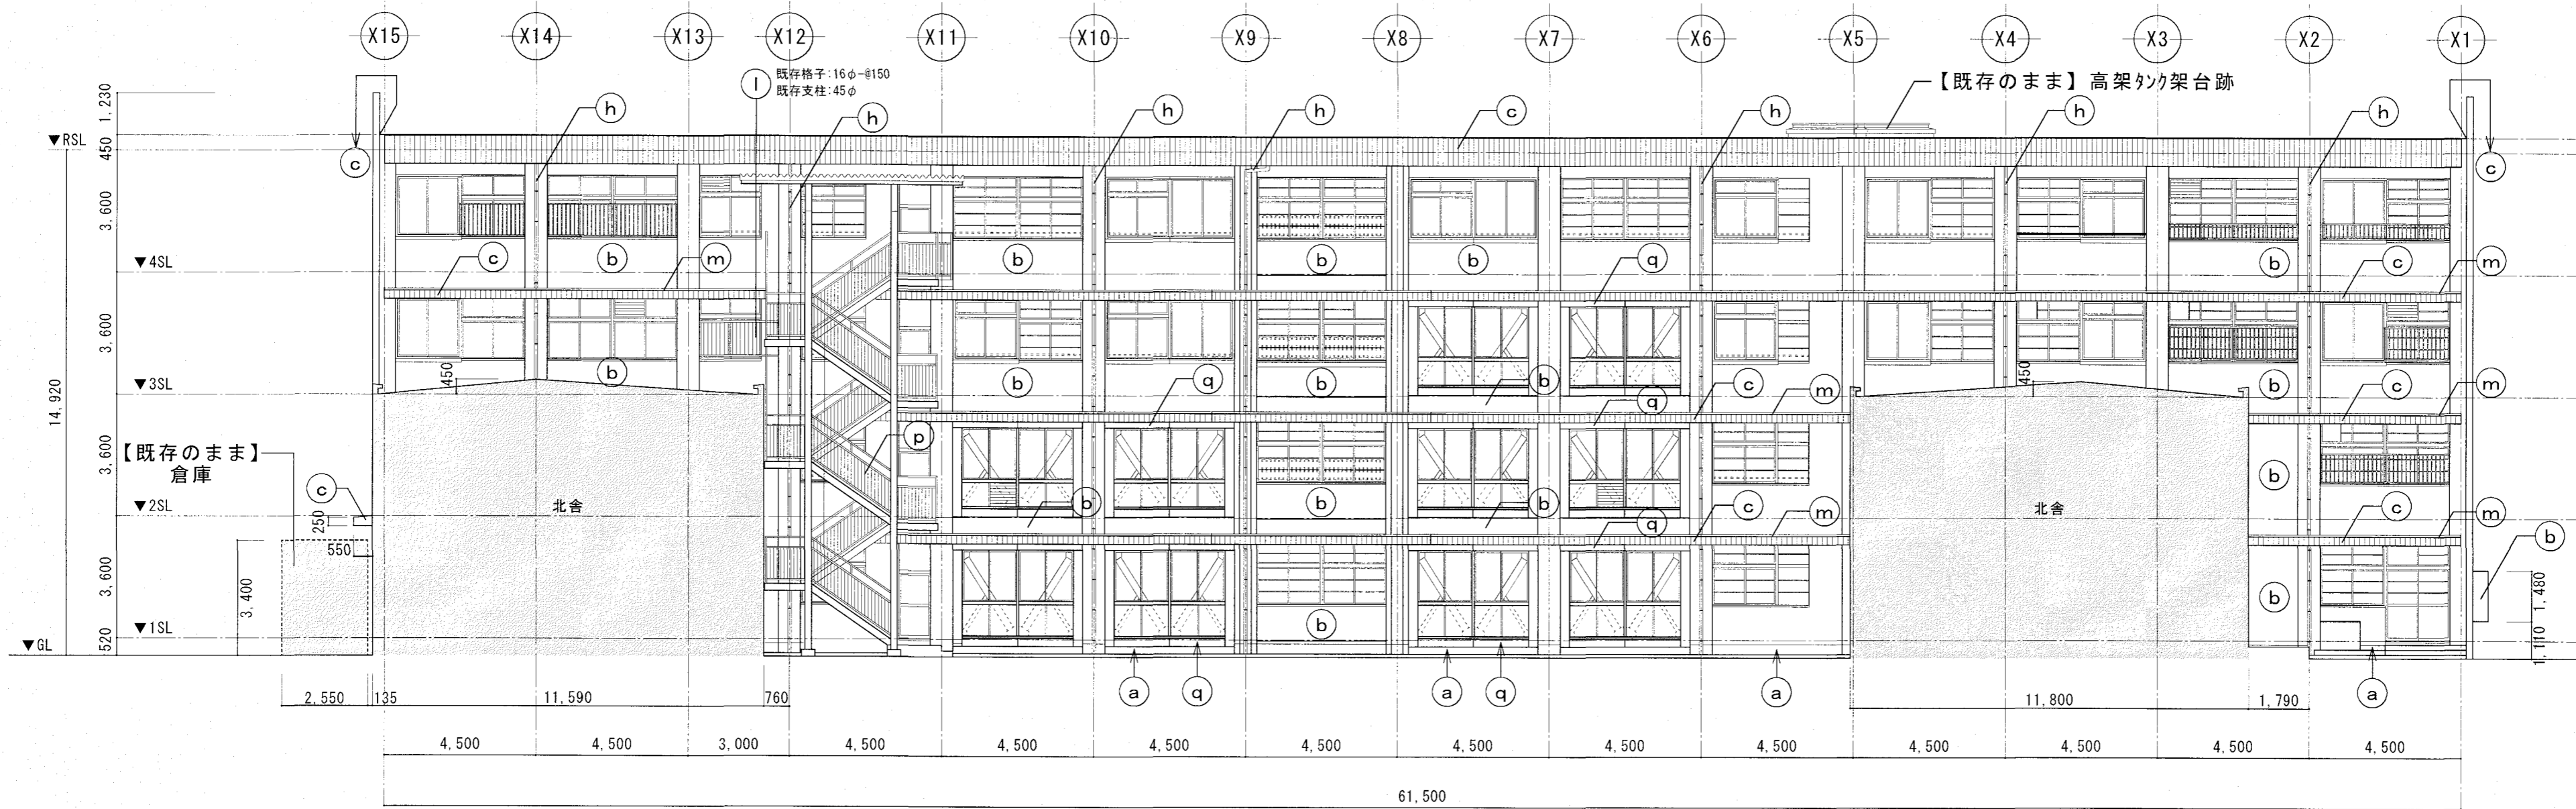 X15 X14 X13 X12 X11 X10 X9 X8 X7 X6 X5 X4 X3 X2 X1
既存格子:16φ-@150
既存支柱:45φ
【既存のまま】高架タンク架台跡
l
h h h h c h h h
1,230
▼RSL
450
c c
3,600
b b b b b
▼4SL
c m q c m
3,600
14,920
b b b b b
▼3SL
450 450
q q c m c m
【既存のまま】
倉庫
3,600
p
c
b b b b
▼2SL
250
550
北舎 北舎
q c m c m
b
3,600
3,400
b b
1,480
▼1SL
▼GL
520
1,110
a q a q a a
2,550 135 11,590 760 11,800 1,790
4,500 4,500 3,000 4,500 4,500 4,500 4,500 4,500 4,500 4,500 4,500 4,500 4,500 4,500
61,500